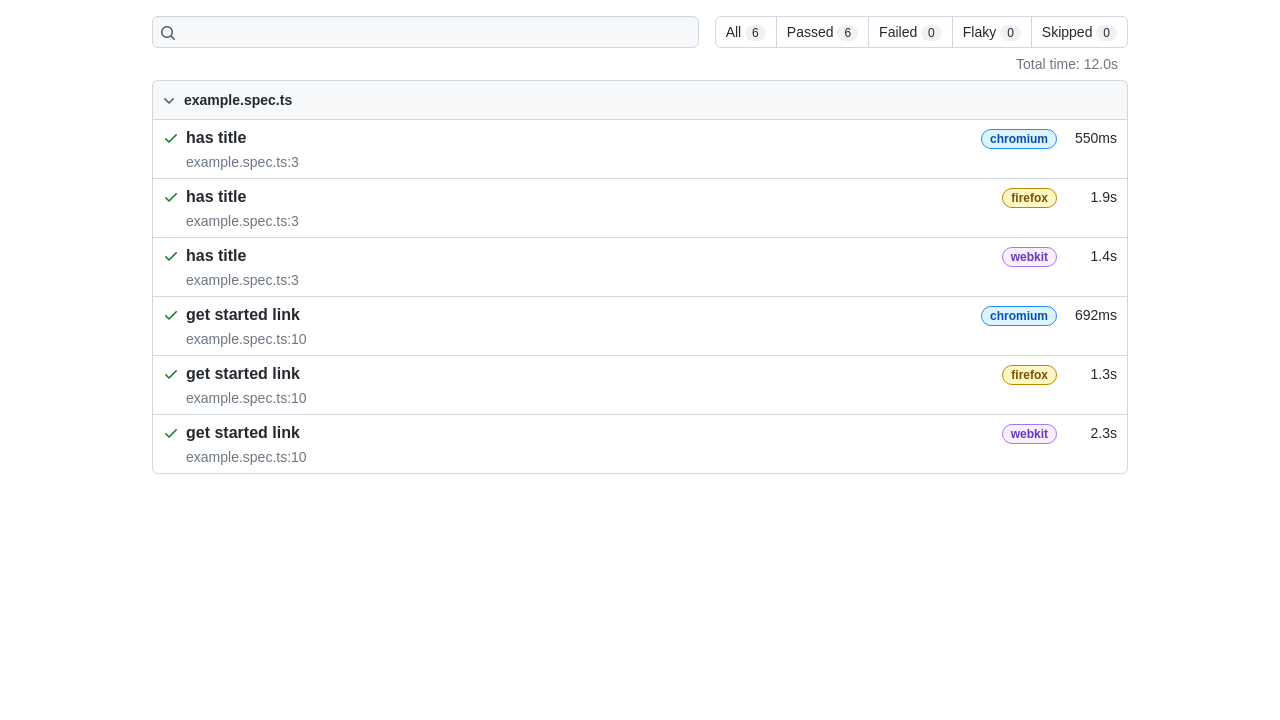 All 6 Passed 6 Failed 0 Flaky 0 Skipped 0
Total time: 12.0s
example.spec.ts
has title chromium 550ms
example.spec.ts:3
has title firefox 1.9s
example.spec.ts:3
has title webkit 1.4s
example.spec.ts:3
get started link chromium 692ms
example.spec.ts:10
get started link firefox 1.3s
example.spec.ts:10
get started link webkit 2.3s
example.spec.ts:10